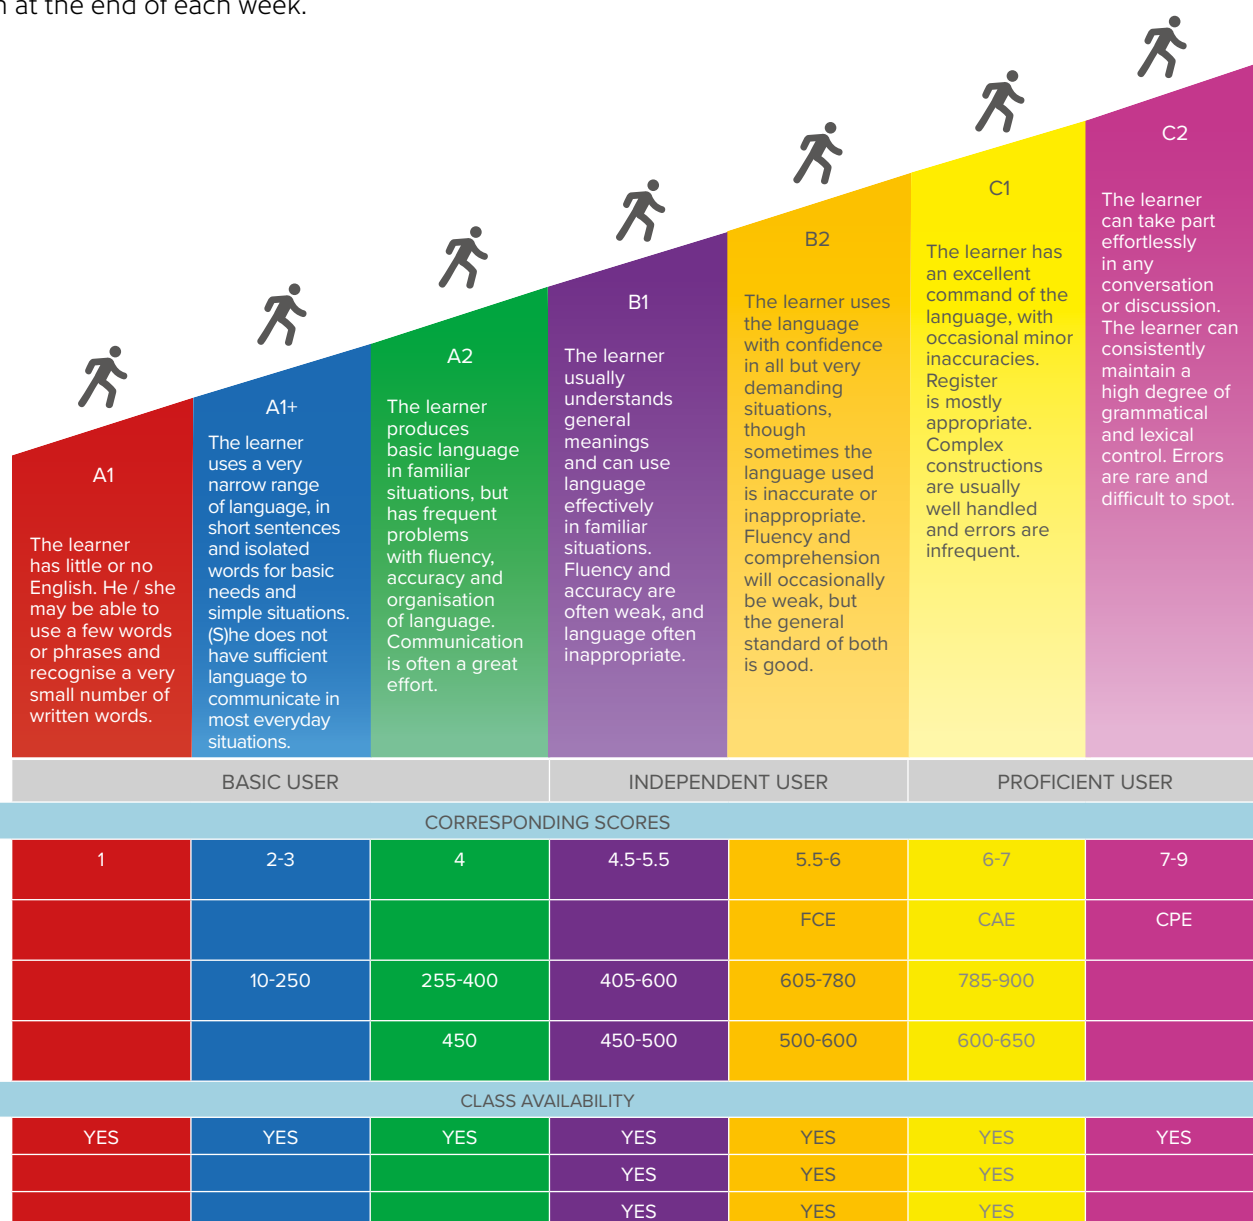 at the end of each week.
A1
The learner
has little or no
English. He / she
may be able to
use a few words
or phrases and
recognise a very
small number of
written words.
A1+
The learner
uses a very
narrow range
of language, in
short sentences
and isolated
words for basic
needs and
simple situations.
(S)he does not
have sufficient
language to
communicate in
most everyday
situations.
A2
The learner
produces
basic language
in familiar
situations, but
has frequent
problems
with fluency,
accuracy and
organisation
of language.
Communication
is often a great
effort.
B1
The learner
usually
understands
general
meanings
and can use
language
effectively
in familiar
situations.
Fluency and
accuracy are
often weak, and
language often
inappropriate.
B2
The learner uses
the language
with confidence
in all but very
demanding
situations,
though
sometimes the
language used
is inaccurate or
inappropriate.
Fluency and
comprehension
will occasionally
be weak, but
the general
standard of both
is good.
C1
The learner has
an excellent
command of the
language, with
occasional minor
inaccuracies.
Register
is mostly
appropriate.
Complex
constructions
are usually
well handled
and errors are
infrequent.
C2
The learner
can take part
effortlessly
in any
conversation
or discussion.
The learner can
consistently
maintain a
high degree of
grammatical
and lexical
control. Errors
are rare and
difficult to spot.
BASIC USER INDEPENDENT USER PROFICIENT USER
CORRESPONDING SCORES
1 2-3 4 4.5-5.5 5.5-6 6-7 7-9
FCE CAE CPE
10-250 255-400 405-600 605-780 785-900
450 450-500 500-600 600-650
CLASS AVAILABILITY
YES YES YES YES YES YES YES
YES YES YES
YES YES YES